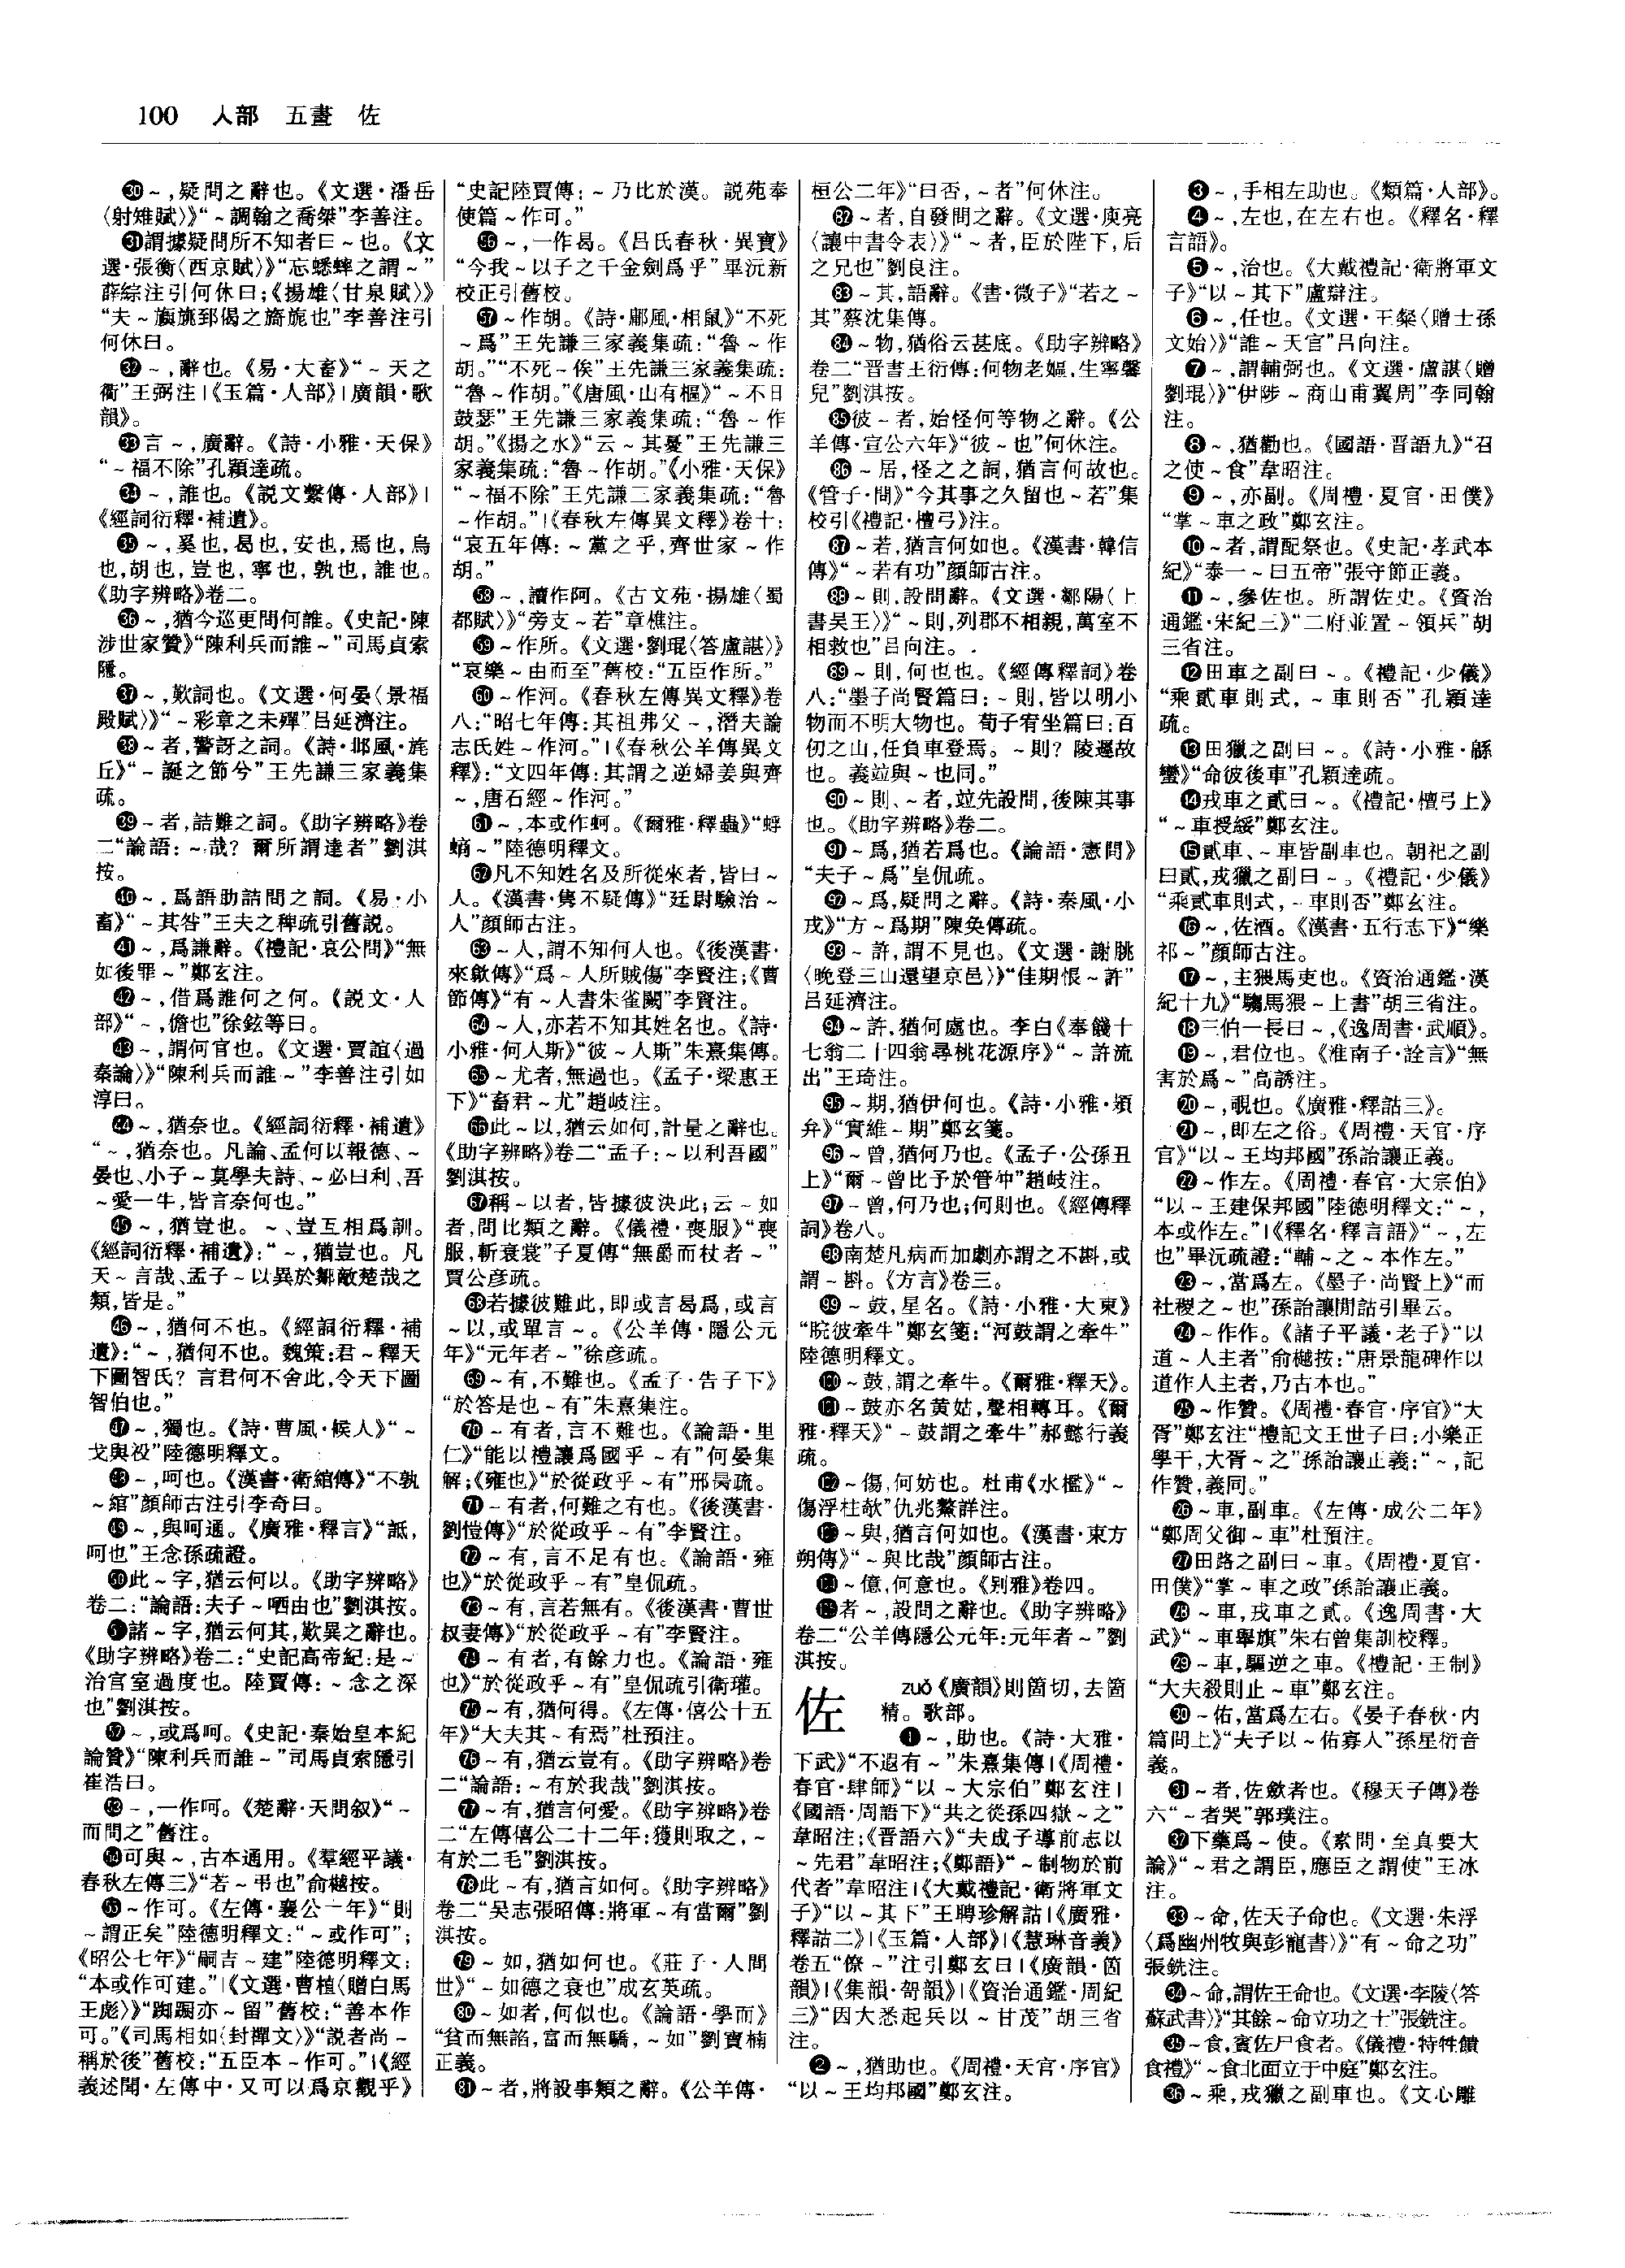 100 人部 五畫 佐
㉚～,疑問之辭也。《文選·潘岳
〈射雉賦〉》“～調翰之喬桀”李善注。
㉛謂據疑問所不知者曰～也。《文
選·張衡〈西京賦〉》“忘蟋蟀之謂～”
薛綜注引何休曰;《揚雄〈甘泉賦〉》
“夫～旟旐郅偈之旖旎也”李善注引
何休曰。
㉜～,辭也。《易·大畜》“～天之
衢”王弼注|《玉篇·人部》|廣韻·歌
韻》。
㉝言～,廣辭。《詩·小雅·天保》
“～福不除”孔穎達疏。
㉞～,誰也。《説文繫傳·人部》|
《經詞衍釋·補遺》。
㉟～,奚也,曷也,安也,焉也,烏
也,胡也,豈也,寧也,孰也,誰也。
《助字辨略》卷二。
㊱～,猶今巡更問何誰。《史記·陳
涉世家贊》“陳利兵而誰～”司馬貞索
隱。
㊲～,歎詞也。《文選·何晏〈景福
殿賦〉》“～彩章之未殫”吕延濟注。
㊳～者,警訝之詞。《詩·邶風·旄
丘》“～誕之節兮”王先謙三家義集
疏。
㊴～者,詰難之詞。《助字辨略》卷
二“論語:～哉？爾所謂達者”劉淇
按。
㊵～,爲語助詰問之詞。《易·小
畜》“～其咎”王夫之稗疏引舊説。
㊶～,爲謙辭。《禮記·哀公問》“無
如後罪～”鄭玄注。
㊷～,借爲誰何之何。《説文·人
部》“～,儋也”徐鉉等曰。
㊸～,謂何官也。《文選·賈誼〈過
秦論〉》“陳利兵而誰～”李善注引如
淳曰。
㊹～,猶奈也。《經詞衍釋·補遺》
“～,猶奈也。凡論、孟何以報德、～
晏也、小子～莫學夫詩、～必曰利、吾
～愛一牛,皆言奈何也。”
㊺～,猶豈也。～、豈互相爲訓。
《經詞衍釋·補遺》:“～,猶豈也。凡
天～言哉、孟子～以異於鄒敵楚哉之
類,皆是。”
㊻～,猶何不也。《經詞衍釋·補
遺》:“～,猶何不也。魏策:君～釋天
下圖智氏？言君何不舍此,令天下圖
智伯也。”
㊼～,獨也。《詩·曹風·候人》“～
戈與祋”陸德明釋文。
㊽～,呵也。《漢書·衛綰傳》“不孰
～綰”顔師古注引李奇曰。
㊾～,與呵通。《廣雅·釋言》“詆,
呵也”王念孫疏證。
㊿此～字,猶云何以。《助字辨略》
卷二:“論語:夫子～哂由也”劉淇按。
51諸～字,猶云何其,歎異之辭也。
《助字辨略》卷二:“史記高帝紀:是～
治宫室過度也。陸賈傳:～念之深
也”劉淇按。
52～,或爲呵。《史記·秦始皇本紀
論贊》“陳利兵而誰～”司馬貞索隱引
崔浩曰。
53～,一作呵。《楚辭·天問叙》“～
而問之”舊注。
54可與～,古本通用。《羣經平議·
春秋左傳三》“若～弔也”俞樾按。
55～作可。《左傳·襄公十年》“則
～謂正矣”陸德明釋文:“～或作可”;
《昭公七年》“嗣吉～建”陸德明釋文:
“本或作可建。”|《文選·曹植〈贈白馬
王彪〉》“踟躕亦～留”舊校:“善本作
可。”《司馬相如〈封禪文〉》“説者尚～
稱於後”舊校:“五臣本～作可。”|《經
義述聞·左傳中·又可以爲京觀乎》
“史記陸賈傳:～乃比於漢。説苑奉
使篇～作可。”
56～,一作曷。《吕氏春秋·異寶》
“今我～以子之千金劍爲乎”畢沅新
校正引舊校。
57～作胡。《詩·鄘風·相鼠》“不死
～爲”王先謙三家義集疏:“魯～作
胡。”“不死～俟”王先謙三家義集疏:
“魯～作胡。”《唐風·山有樞》“～不日
鼓瑟”王先謙三家義集疏:“魯～作
胡。”《揚之水》“云～其憂”王先謙三
家義集疏:“魯～作胡。”《小雅·天保》
“～福不除”王先謙三家義集疏:“魯
～作胡。”|《春秋左傳異文釋》卷十:
“哀五年傳:～黨之乎,齊世家～作
胡。”
58～,讀作阿。《古文苑·揚雄〈蜀
都賦〉》“旁支～若”章樵注。
59～作所。《文選·劉琨〈答盧諶〉》
“哀樂～由而至”舊校:“五臣作所。”
60～作河。《春秋左傳異文釋》卷
八:“昭七年傳:其祖弗父～,潛夫論
志氏姓～作河。”|《春秋公羊傳異文
釋》:“文四年傳:其謂之逆婦姜與齊
～,唐石經～作河。”
61～,本或作蚵。《爾雅·釋蟲》“蜉
蝸～”陸德明釋文。
62凡不知姓名及所從來者,皆曰～
人。《漢書·雋不疑傳》“廷尉驗治～
人”顔師古注。
63～人,謂不知何人也。《後漢書·
來歙傳》“爲～人所賊傷”李賢注;《曹
節傳》“有～人書朱雀闕”李賢注。
64～人,亦若不知其姓名也。《詩·
小雅·何人斯》“彼～人斯”朱熹集傳。
65～尤者,無過也。《孟子·梁惠王
下》“畜君～尤”趙岐注。
66此～以,猶云如何,計量之辭也。
《助字辨略》卷二“孟子:～以利吾國”
劉淇按。
67稱～以者,皆據彼決此;云～如
者,問比類之辭。《儀禮·喪服》“喪
服,斬衰裳”子夏傳“無爵而杖者～”
賈公彦疏。
68若據彼難此,即或言曷爲,或言
～以,或單言～。《公羊傳·隱公元
年》“元年者～”徐彦疏。
69～有,不難也。《孟子·告子下》
“於答是也～有”朱熹集注。
70～有者,言不難也。《論語·里
仁》“能以禮讓爲國乎～有”何晏集
解;《雍也》“於從政乎～有”邢昺疏。
71～有者,何難之有也。《後漢書·
劉愷傳》“於從政乎～有”李賢注。
72～有,言不足有也。《論語·雍
也》“於從政乎～有”皇侃疏。
73～有,言若無有。《後漢書·曹世
叔妻傳》“於從政乎～有”李賢注。
74～有者,有餘力也。《論語·雍
也》“於從政乎～有”皇侃疏引衛瓘。
75～有,猶何得。《左傳·僖公十五
年》“大夫其～有焉”杜預注。
76～有,猶云豈有。《助字辨略》卷
二“論語:～有於我哉”劉淇按。
77～有,猶言何愛。《助字辨略》卷
二“左傳僖公二十二年:獲則取之,～
有於二毛”劉淇按。
78此～有,猶言如何。《助字辨略》
卷二“吴志張昭傳:將軍～有當爾”劉
淇按。
79～如,猶如何也。《莊子·人間
世》“～如德之衰也”成玄英疏。
80～如者,何似也。《論語·學而》
“貧而無諂,富而無驕,～如”劉寶楠
正義。
81～者,將設事類之辭。《公羊傳·
桓公二年》“曰否,～者”何休注。
82～者,自發問之辭。《文選·庾亮
〈讓中書令表〉》“～者,臣於陛下,后
之兄也”劉良注。
83～其,語辭。《書·微子》“若之～
其”蔡沈集傳。
84～物,猶俗云甚底。《助字辨略》
卷二“晋書王衍傳:何物老嫗,生寧馨
兒”劉淇按。
85彼～者,始怪何等物之辭。《公
羊傳·宣公六年》“彼～也”何休注。
86～居,怪之之詞,猶言何故也。
《管子·問》“今其事之久留也～若”集
校引《禮記·檀弓》注。
87～若,猶言何如也。《漢書·韓信
傳》“～若有功”顔師古注。
88～則,設問辭。《文選·鄒陽〈上
書吴王〉》“～則,列郡不相親,萬室不
相救也”吕向注。
89～則,何也也。《經傳釋詞》卷
八:“墨子尚賢篇曰:～則,皆以明小
物而不明大物也。荀子宥坐篇曰:百
仞之山,任負車登焉。～則？陵遲故
也。義竝與～也同。”
90～則、～者,竝先設問,後陳其事
也。《助字辨略》卷二。
91～爲,猶若爲也。《論語·憲問》
“夫子～爲”皇侃疏。
92～爲,疑問之辭。《詩·秦風·小
戎》“方～爲期”陳奂傳疏。
93～許,謂不見也。《文選·謝朓
〈晚登三山還望京邑〉》“佳期悵～許”
吕延濟注。
94～許,猶何處也。李白《奉餞十
七翁二十四翁尋桃花源序》“～許流
出”王琦注。
95～期,猶伊何也。《詩·小雅·頍
弁》“實維～期”鄭玄箋。
96～曾,猶何乃也。《孟子·公孫丑
上》“爾～曾比予於管仲”趙岐注。
97～曾,何乃也;何則也。《經傳釋
詞》卷八。
98南楚凡病而加劇亦謂之不斟,或
謂～斟。《方言》卷三。
99～鼓,星名。《詩·小雅·大東》
“睆彼牽牛”鄭玄箋:“河鼓謂之牽牛”
陸德明釋文。
100～鼓,謂之牽牛。《爾雅·釋天》。
101～鼓亦名黄姑,聲相轉耳。《爾
雅·釋天》“～鼓謂之牽牛”郝懿行義
疏。
102～傷,何妨也。杜甫《水檻》“～
傷浮柱欹”仇兆鰲詳注。
103～與,猶言何如也。《漢書·東方
朔傳》“～與比哉”顔師古注。
104～億,何意也。《别雅》卷四。
105者～,設問之辭也。《助字辨略》
卷二“公羊傳隱公元年:元年者～”劉
淇按。
佐 zuǒ《廣韻》則箇切,去箇
精。歌部。
❶～,助也。《詩·大雅·
下武》“不遐有～”朱熹集傳|《周禮·
春官·肆師》“以～大宗伯”鄭玄注|
《國語·周語下》“共之從孫四嶽～之”
韋昭注;《晋語六》“夫成子導前志以
～先君”韋昭注;《鄭語》“～制物於前
代者”韋昭注|《大戴禮記·衛將軍文
子》“以～其下”王聘珍解詁|《廣雅·
釋詁二》|《玉篇·人部》|《慧琳音義》
卷五“僚～”注引鄭玄曰|《廣韻·箇
韻》|《集韻·哿韻》|《資治通鑑·周紀
三》“因大悉起兵以～甘茂”胡三省
注。
❷～,猶助也。《周禮·天官·序官》
“以～王均邦國”鄭玄注。
❸～,手相左助也。《類篇·人部》。
❹～,左也,在左右也。《釋名·釋
言語》。
❺～,治也。《大戴禮記·衛將軍文
子》“以～其下”盧辯注。
❻～,任也。《文選·王粲〈贈士孫
文始〉》“誰～天官”吕向注。
❼～,謂輔弼也。《文選·盧諶〈贈
劉琨〉》“伊陟～商山甫翼周”李周翰
注。
❽～,猶勸也。《國語·晋語九》“召
之使～食”韋昭注。
❾～,亦副。《周禮·夏官·田僕》
“掌～車之政”鄭玄注。
❿～者,謂配祭也。《史記·孝武本
紀》“泰一～曰五帝”張守節正義。
⓫～,參佐也。所謂佐史。《資治
通鑑·宋紀三》“二府並置～領兵”胡
三省注。
⓬田車之副曰～。《禮記·少儀》
“乘貳車則式,～車則否”孔穎達
疏。
⓭田獵之副曰～。《詩·小雅·緜
蠻》“命彼後車”孔穎達疏。
⓮戎車之貳曰～。《禮記·檀弓上》
“～車授綏”鄭玄注。
⓯貳車、～車皆副車也。朝祀之副
曰貳,戎獵之副曰～。《禮記·少儀》
“乘貳車則式,～車則否”鄭玄注。
⓰～,佐酒。《漢書·五行志下》“樂
祁～”顔師古注。
⓱～,主猥馬吏也。《資治通鑑·漢
紀十九》“騶馬猥～上書”胡三省注。
⓲三伯一長曰～,《逸周書·武順》。
⓳～,君位也。《淮南子·詮言》“無
害於爲～”高誘注。
⓴～,覗也。《廣雅·釋詁三》。
㉑～,即左之俗。《周禮·天官·序
官》“以～王均邦國”孫詒讓正義。
㉒～作左。《周禮·春官·大宗伯》
“以～王建保邦國”陸德明釋文:“～,
本或作左。”|《釋名·釋言語》“～,左
也”畢沅疏證:“輔～之～本作左。”
㉓～,當爲左。《墨子·尚賢上》“而
社稷之～也”孫詒讓閒詁引畢云。
㉔～作作。《諸子平議·老子》“以
道～人主者”俞樾按:“唐景龍碑作以
道作人主者,乃古本也。”
㉕～作贊。《周禮·春官·序官》“大
胥”鄭玄注“禮記文王世子曰:小樂正
學干,大胥～之”孫詒讓正義:“～,記
作贊,義同。”
㉖～車,副車。《左傳·成公二年》
“鄭周父御～車”杜預注。
㉗田路之副曰～車。《周禮·夏官·
田僕》“掌～車之政”孫詒讓正義。
㉘～車,戎車之貳。《逸周書·大
武》“～車舉旗”朱右曾集訓校釋。
㉙～車,驅逆之車。《禮記·王制》
“大夫殺則止～車”鄭玄注。
㉚～佑,當爲左右。《晏子春秋·内
篇問上》“夫子以～佑寡人”孫星衍音
義。
㉛～者,佐斂者也。《穆天子傳》卷
六“～者哭”郭璞注。
㉜下藥爲～使。《素問·至真要大
論》“～君之謂臣,應臣之謂使”王冰
注。
㉝～命,佐天子命也。《文選·朱浮
〈爲幽州牧與彭寵書〉》“有～命之功”
張銑注。
㉞～命,謂佐王命也。《文選·李陵〈答
蘇武書〉》“其餘～命立功之士”張銑注。
㉟～食,賓佐尸食者。《儀禮·特牲饋
食禮》“～食北面立于中庭”鄭玄注。
㊱～乘,戎獵之副車也。《文心雕